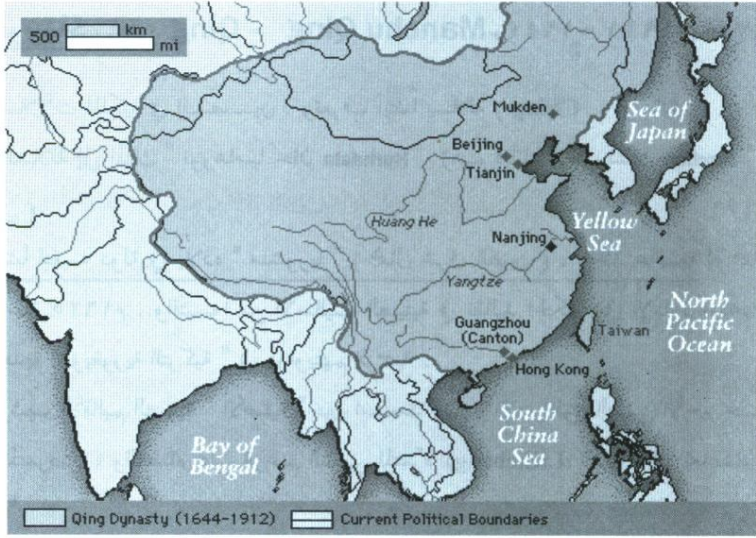 500
km
mi
Mukden
Sea of
Japan
Beijing
Tianjin
Huang He
Yellow
Sea
Nanjing
Yangtze
North
Pacific
Ocean
Guangzhou
(Canton)
Taiwan
Hong Kong
South
China
Sea
Bay of
Bengal
Qing Dynasty (1644-1912)
Current Political Boundaries